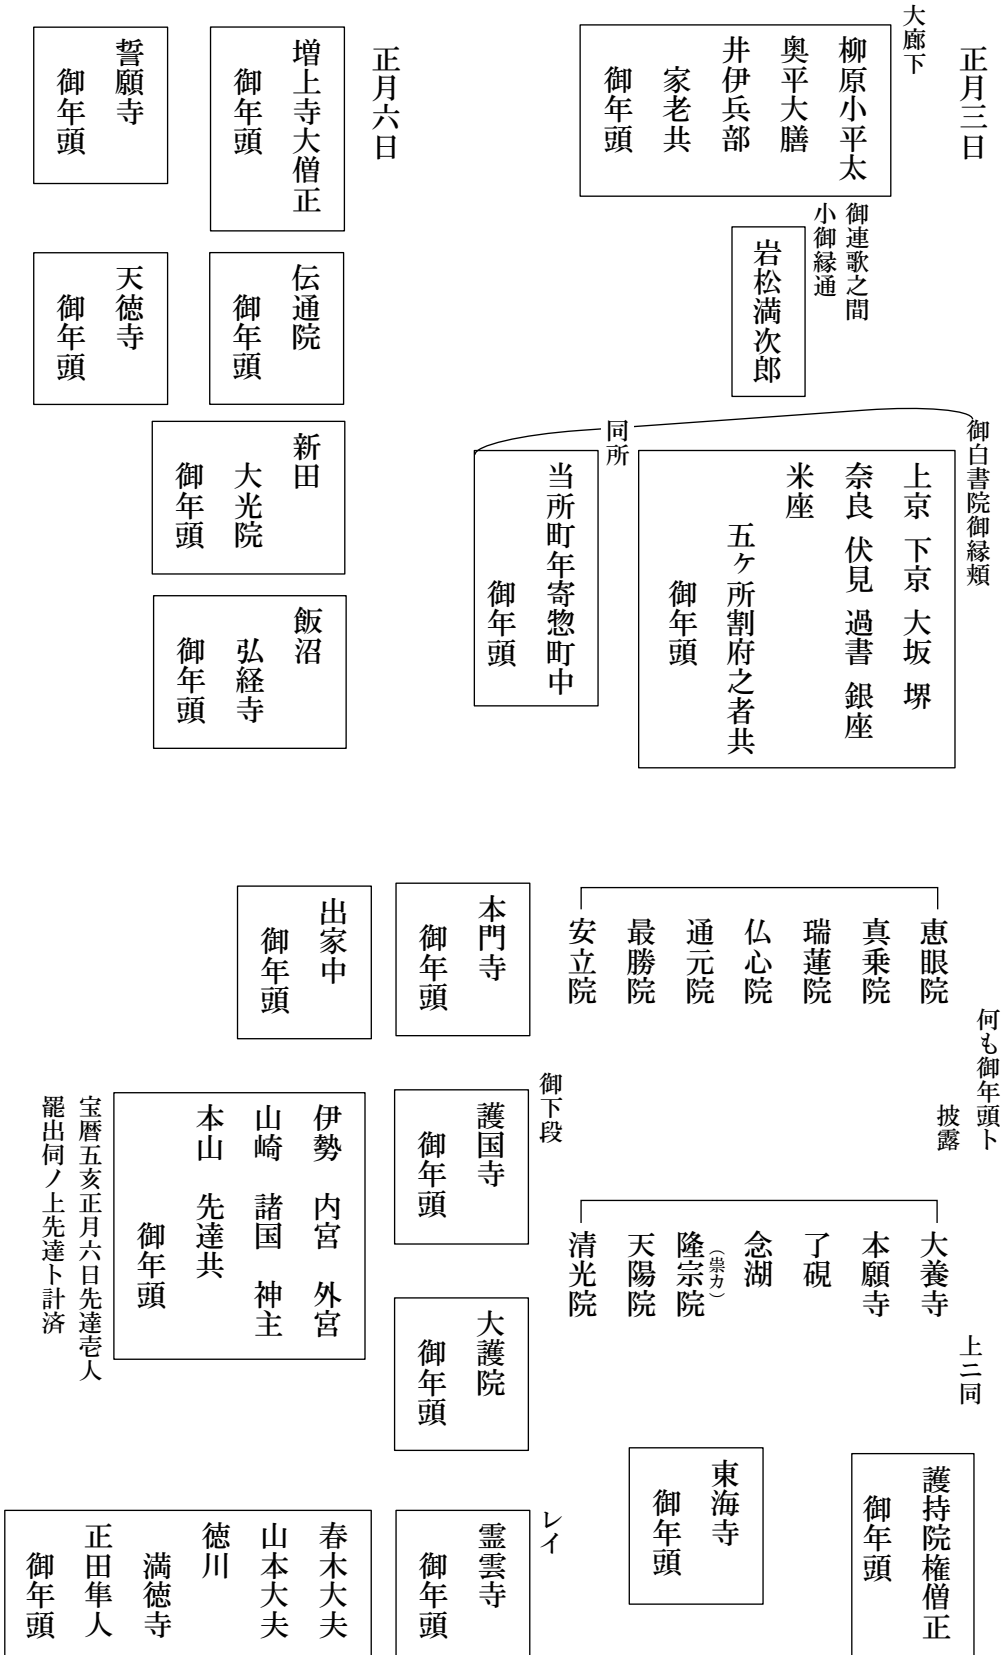 正月三日
大廊下
柳原小平太
奥平大膳
井伊兵部
家老共
御年頭
御連歌之間
小御縁通
岩松満次郎
御白書院御縁頬
上京 下京 大坂 堺
奈良 伏見 過書 銀座
米座
五ケ所割府之者共
御年頭
同所
当所町年寄惣町中
御年頭
正月六日
増上寺大僧正
御年頭
伝通院
御年頭
新田
大光院
御年頭
飯沼
弘経寺
御年頭
誓願寺
御年頭
天徳寺
御年頭
何も御年頭ト
披露
恵眼院
真乗院
瑞蓮院
仏心院
通元院
最勝院
安立院
上ニ同
大養寺
本願寺
了硯
念湖
隆宗院
(崇カ)
天陽院
清光院
護持院権僧正
御年頭
東海寺
御年頭
本門寺
御年頭
御下段
護国寺
御年頭
大護院
御年頭
レイ
霊雲寺
御年頭
出家中
御年頭
伊勢 内宮 外宮
山崎 諸国 神主
本山 先達共
御年頭
宝暦五亥正月六日先達壱人
罷出伺ノ上先達ト計済
春木大夫
山本大夫
徳川
満徳寺
正田隼人
御年頭